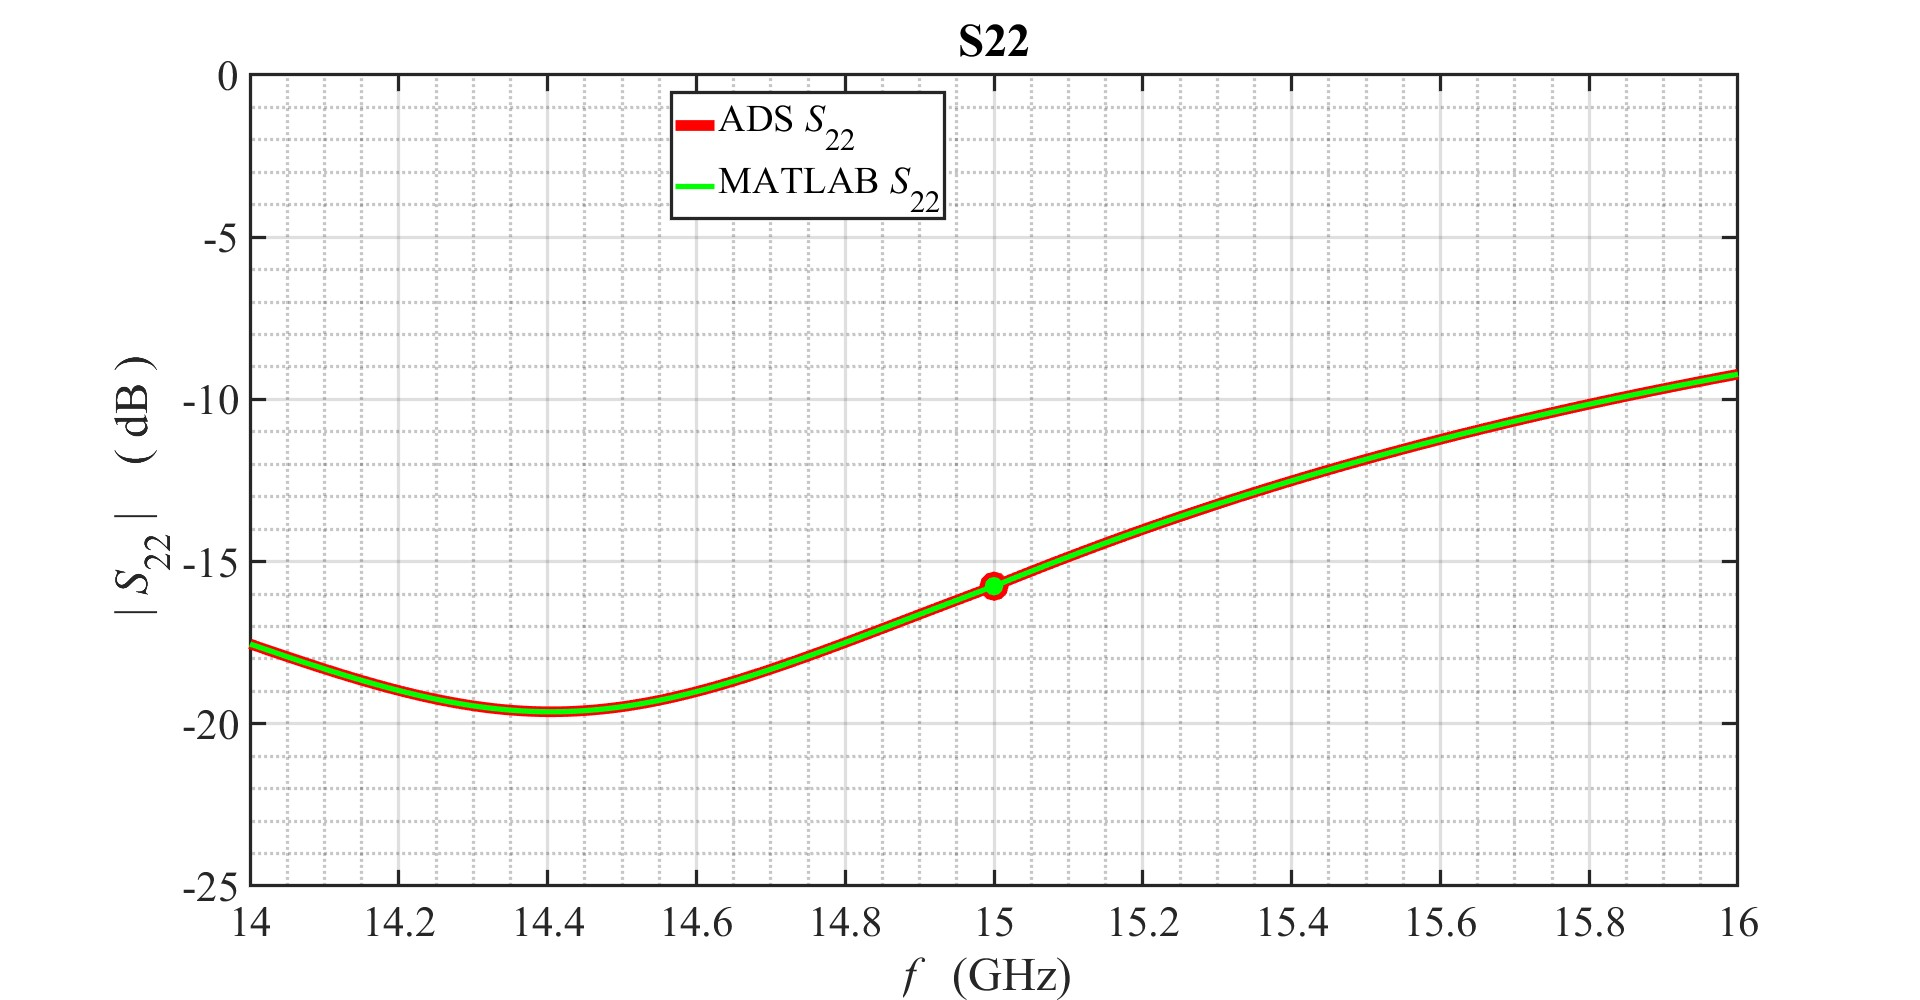 S22
ADS S22
MATLAB S22
0
-5
-10
-15
-20
-25
| S22 | ( dB )
14 14.2 14.4 14.6 14.8 15 15.2 15.4 15.6 15.8 16
f (GHz)